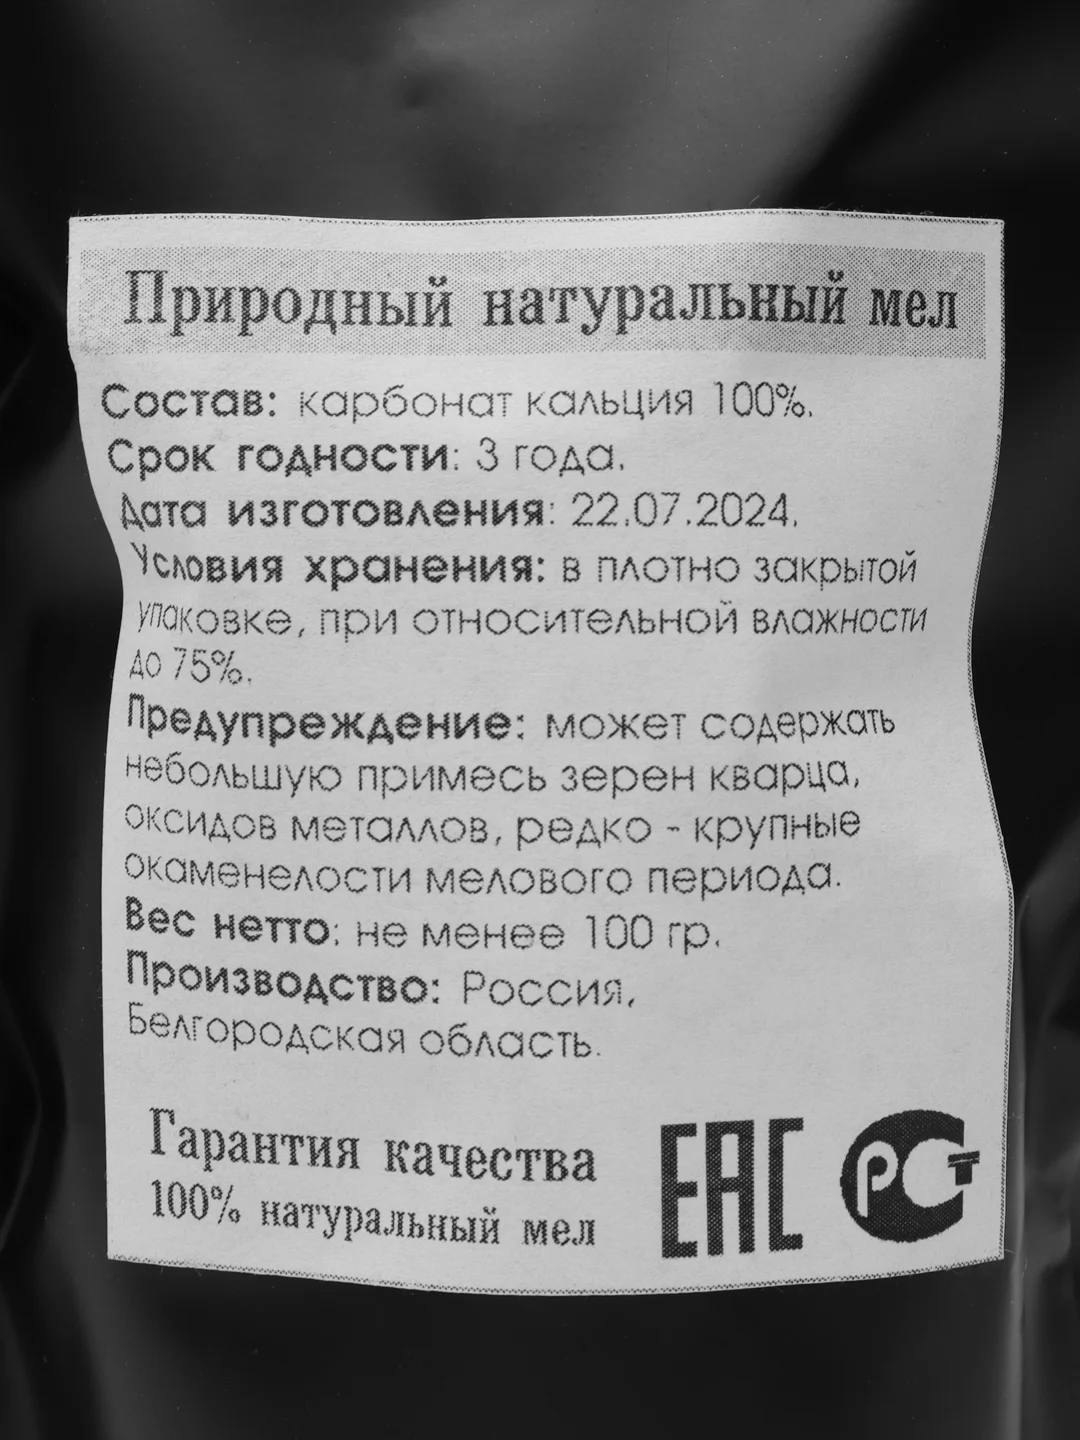 Природный натуральный мел
Состав: карбонат кальция 100%.
Срок годности: 3 года.
Дата изготовления: 22.07.2024.
Условия хранения: в плотно закрытой
упаковке, при относительной влажности
до 75%.
Предупреждение: может содержать
небольшую примесь зерен кварца,
оксидов металлов, редко - крупные
окаменелости мелового периода.
Вес нетто: не менее 100 гр.
Производство: Россия,
Белгородская область.
Гарантия качества
100% натуральный мел
ЕАС
РСТ